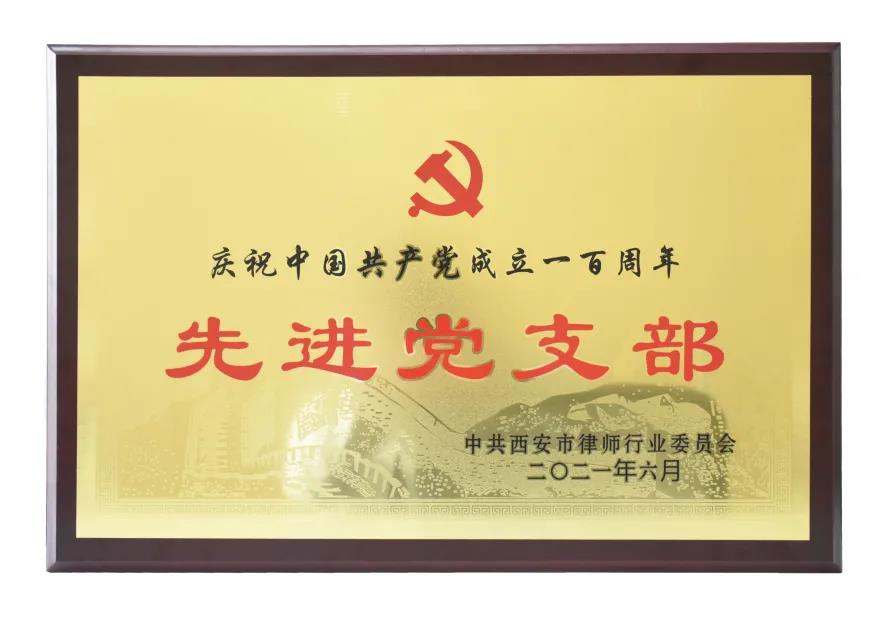 庆祝中国共产党成立一百周年
先进党支部
中共西安市律师行业委员会
二〇二一年六月